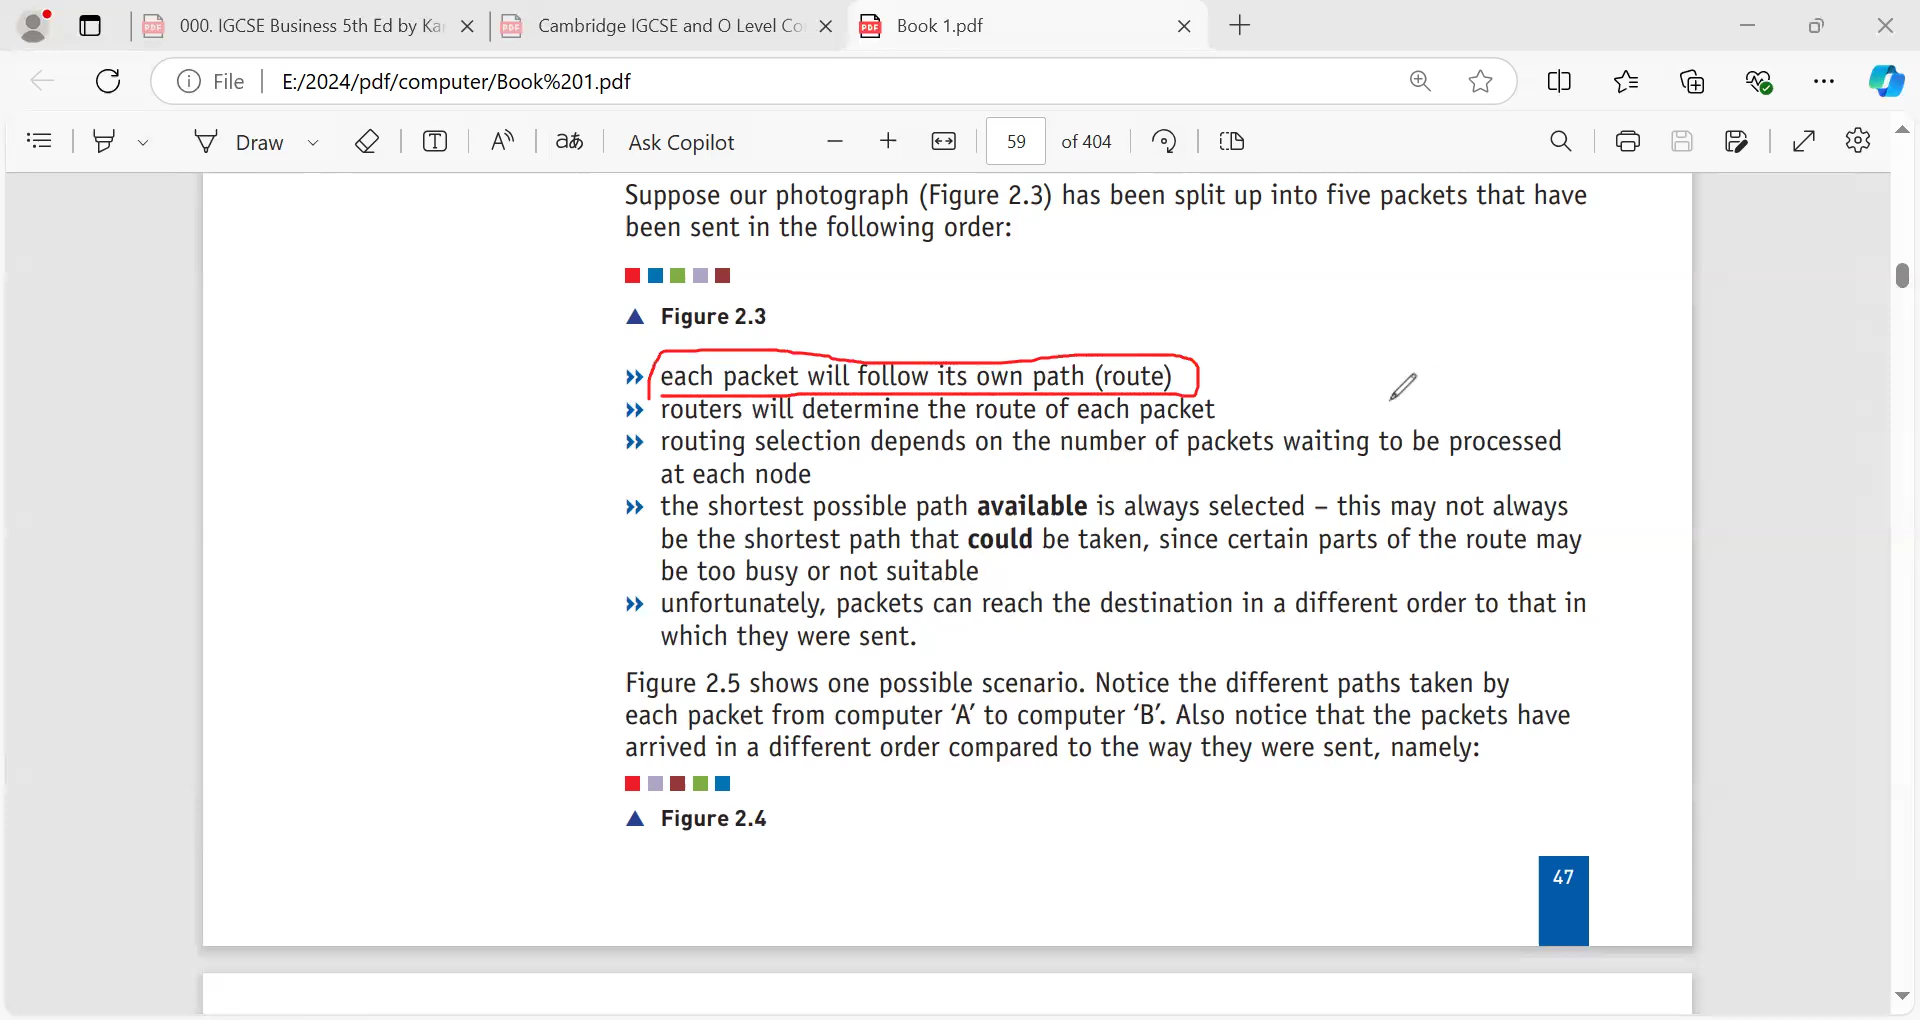 000. IGCSE Business 5th Ed by Ka
Cambridge IGCSE and O Level Co
Book 1.pdf
File
E:/2024/pdf/computer/Book%201.pdf
Draw
aあ
Ask Copilot
59
of 404
Suppose our photograph (Figure 2.3) has been split up into five packets that have
been sent in the following order:
▲ Figure 2.3
» each packet will follow its own path (route)
» routers will determine the route of each packet
» routing selection depends on the number of packets waiting to be processed
at each node
» the shortest possible path available is always selected – this may not always
be the shortest path that could be taken, since certain parts of the route may
be too busy or not suitable
» unfortunately, packets can reach the destination in a different order to that in
which they were sent.
Figure 2.5 shows one possible scenario. Notice the different paths taken by
each packet from computer ‘A’ to computer ‘B’. Also notice that the packets have
arrived in a different order compared to the way they were sent, namely:
▲ Figure 2.4
47